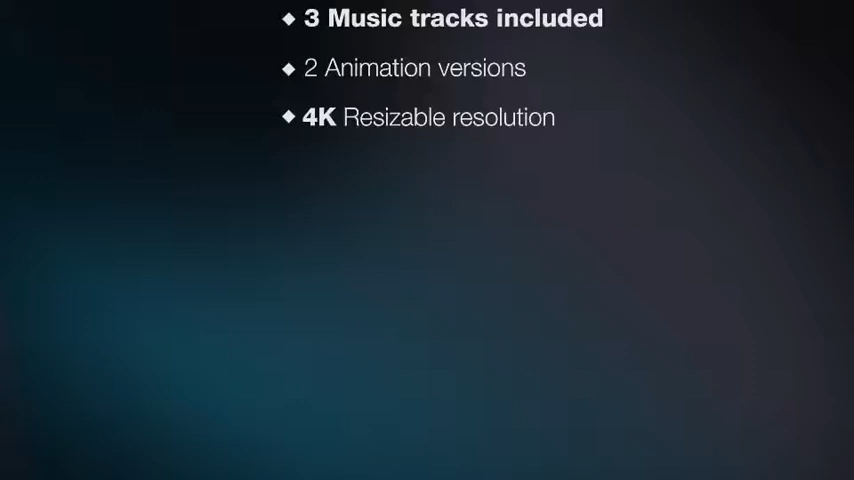 ◆ 3 Music tracks included
◆ 2 Animation versions
◆ 4K Resizable resolution